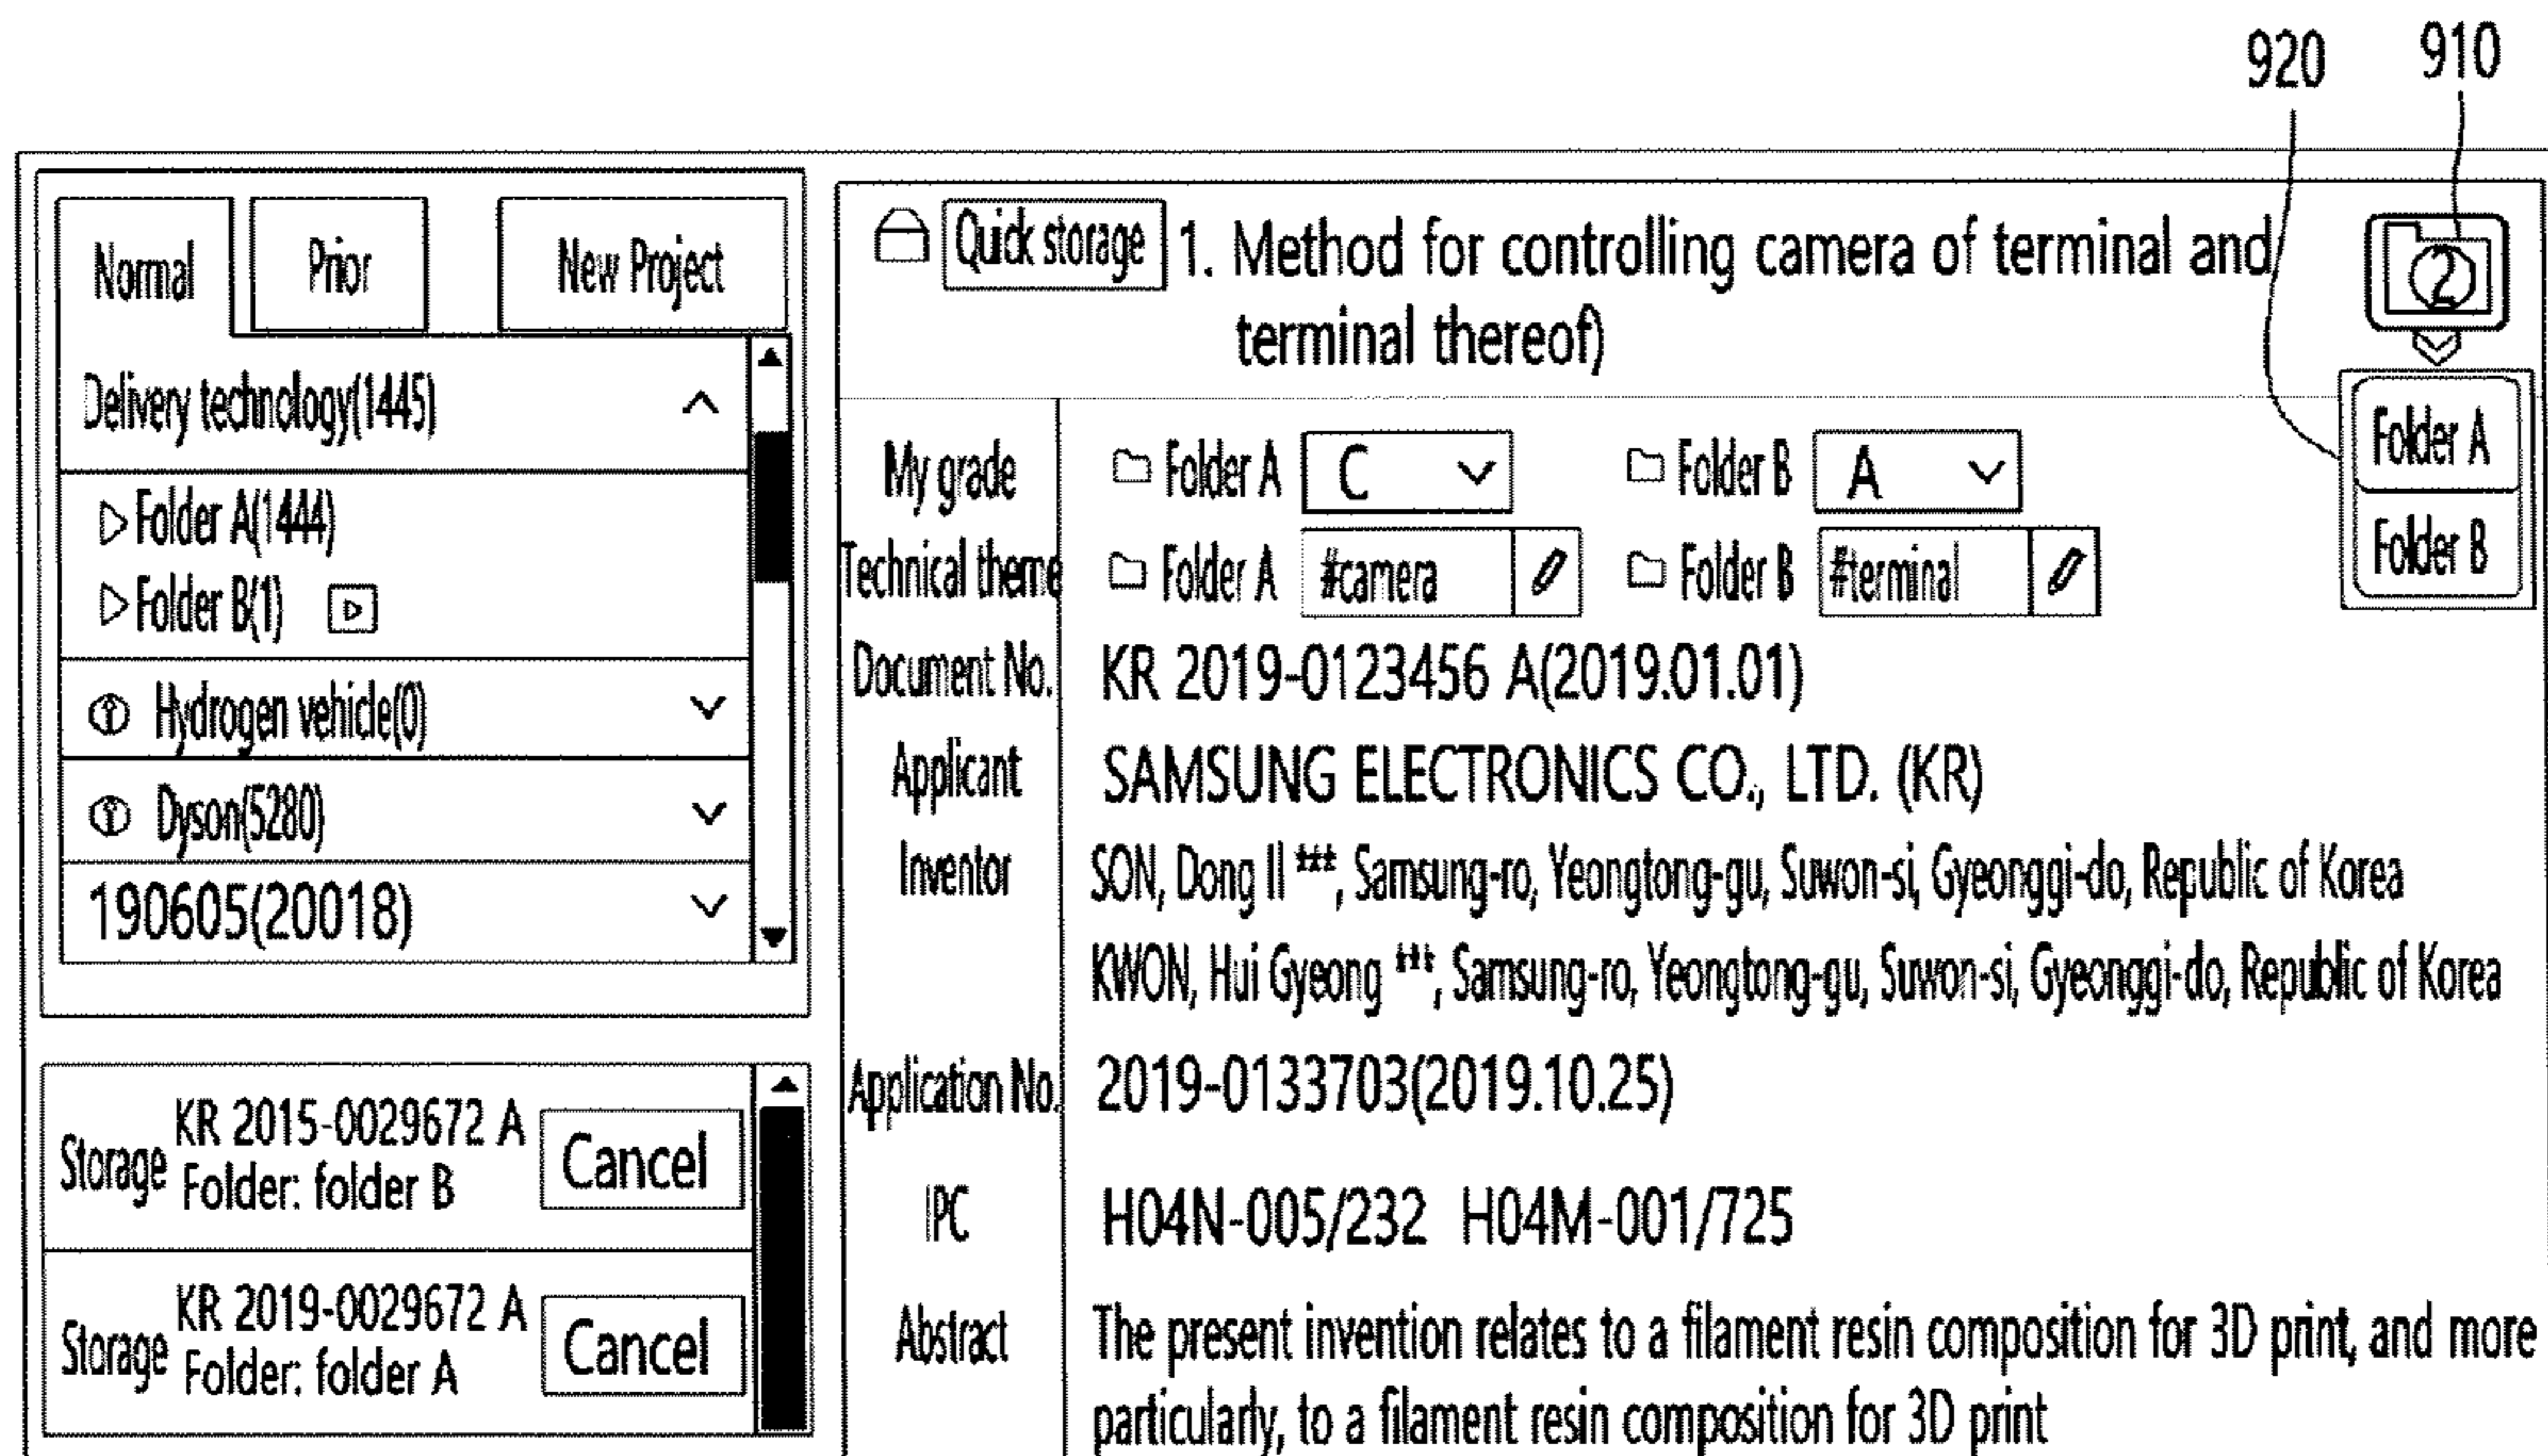 920 910
Normal Prior New Project
Delivery technology(1445)
Folder A(1444)
Folder B(1)
Hydrogen vehicle(0)
Dyson(5280)
190605(20018)
Storage KR 2015-0029672 A
Folder: folder B
Cancel
Storage KR 2019-0029672 A
Folder: folder A
Cancel
Quick storage 1. Method for controlling camera of terminal and
terminal thereof)
2
Folder A
Folder B
My grade Folder A C Folder B A
Technical theme Folder A #camera Folder B #terminal
Document No. KR 2019-0123456 A(2019.01.01)
Applicant SAMSUNG ELECTRONICS CO., LTD. (KR)
Inventor SON, Dong Il ***, Samsung-ro, Yeongtong-gu, Suwon-si, Gyeonggi-do, Republic of Korea
KWON, Hui Gyeong ***, Samsung-ro, Yeongtong-gu, Suwon-si, Gyeonggi-do, Republic of Korea
Application No. 2019-0133703(2019.10.25)
IPC H04N-005/232 H04M-001/725
Abstract The present invention relates to a filament resin composition for 3D print, and more
particularly, to a filament resin composition for 3D print